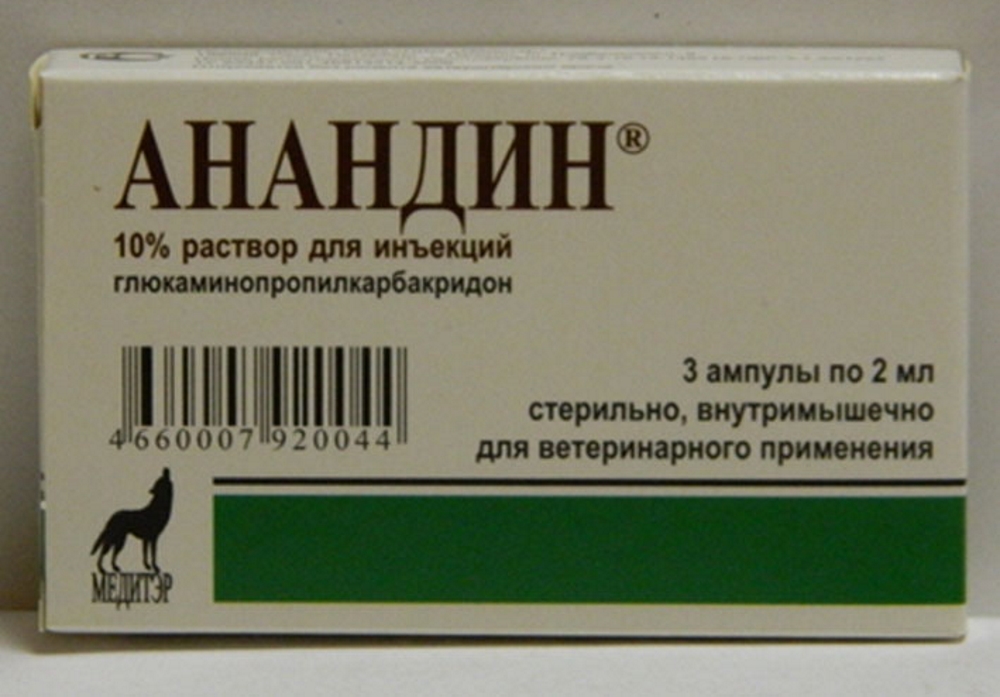 АНАНДИН®
10% раствор для инъекций
глюкаминопропилкарбакридон
4 660007 920044
3 ампулы по 2 мл
стерильно, внутримышечно
для ветеринарного применения
МЕДИТЭР